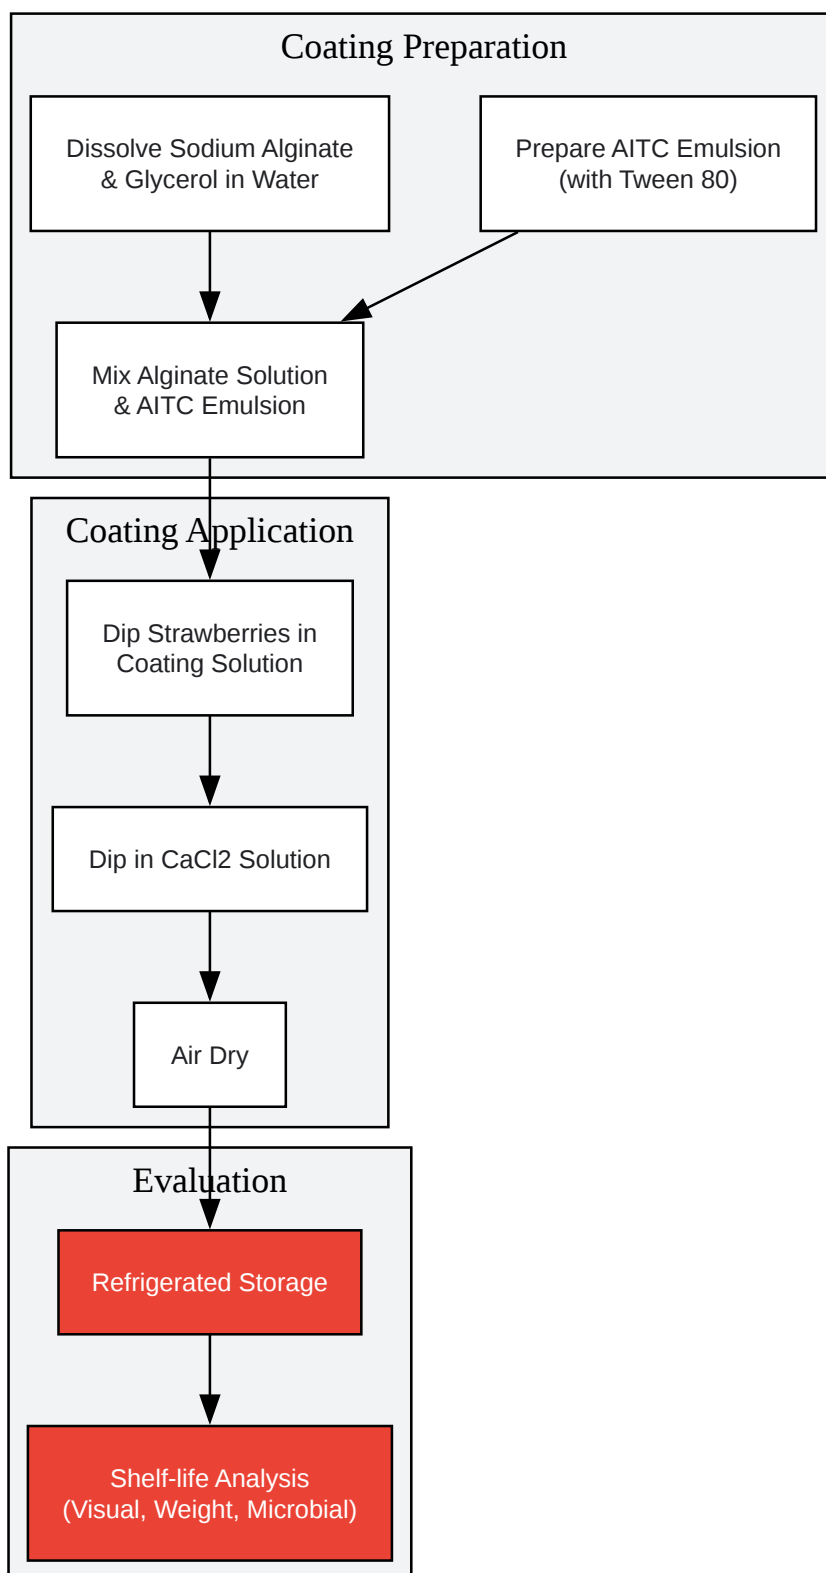 Coating Preparation
Dissolve Sodium Alginate
& Glycerol in Water
Prepare AITC Emulsion
(with Tween 80)
Mix Alginate Solution
& AITC Emulsion
Coating Application
Dip Strawberries in
Coating Solution
Dip in CaCl2 Solution
Air Dry
Evaluation
Refrigerated Storage
Shelf-life Analysis
(Visual, Weight, Microbial)